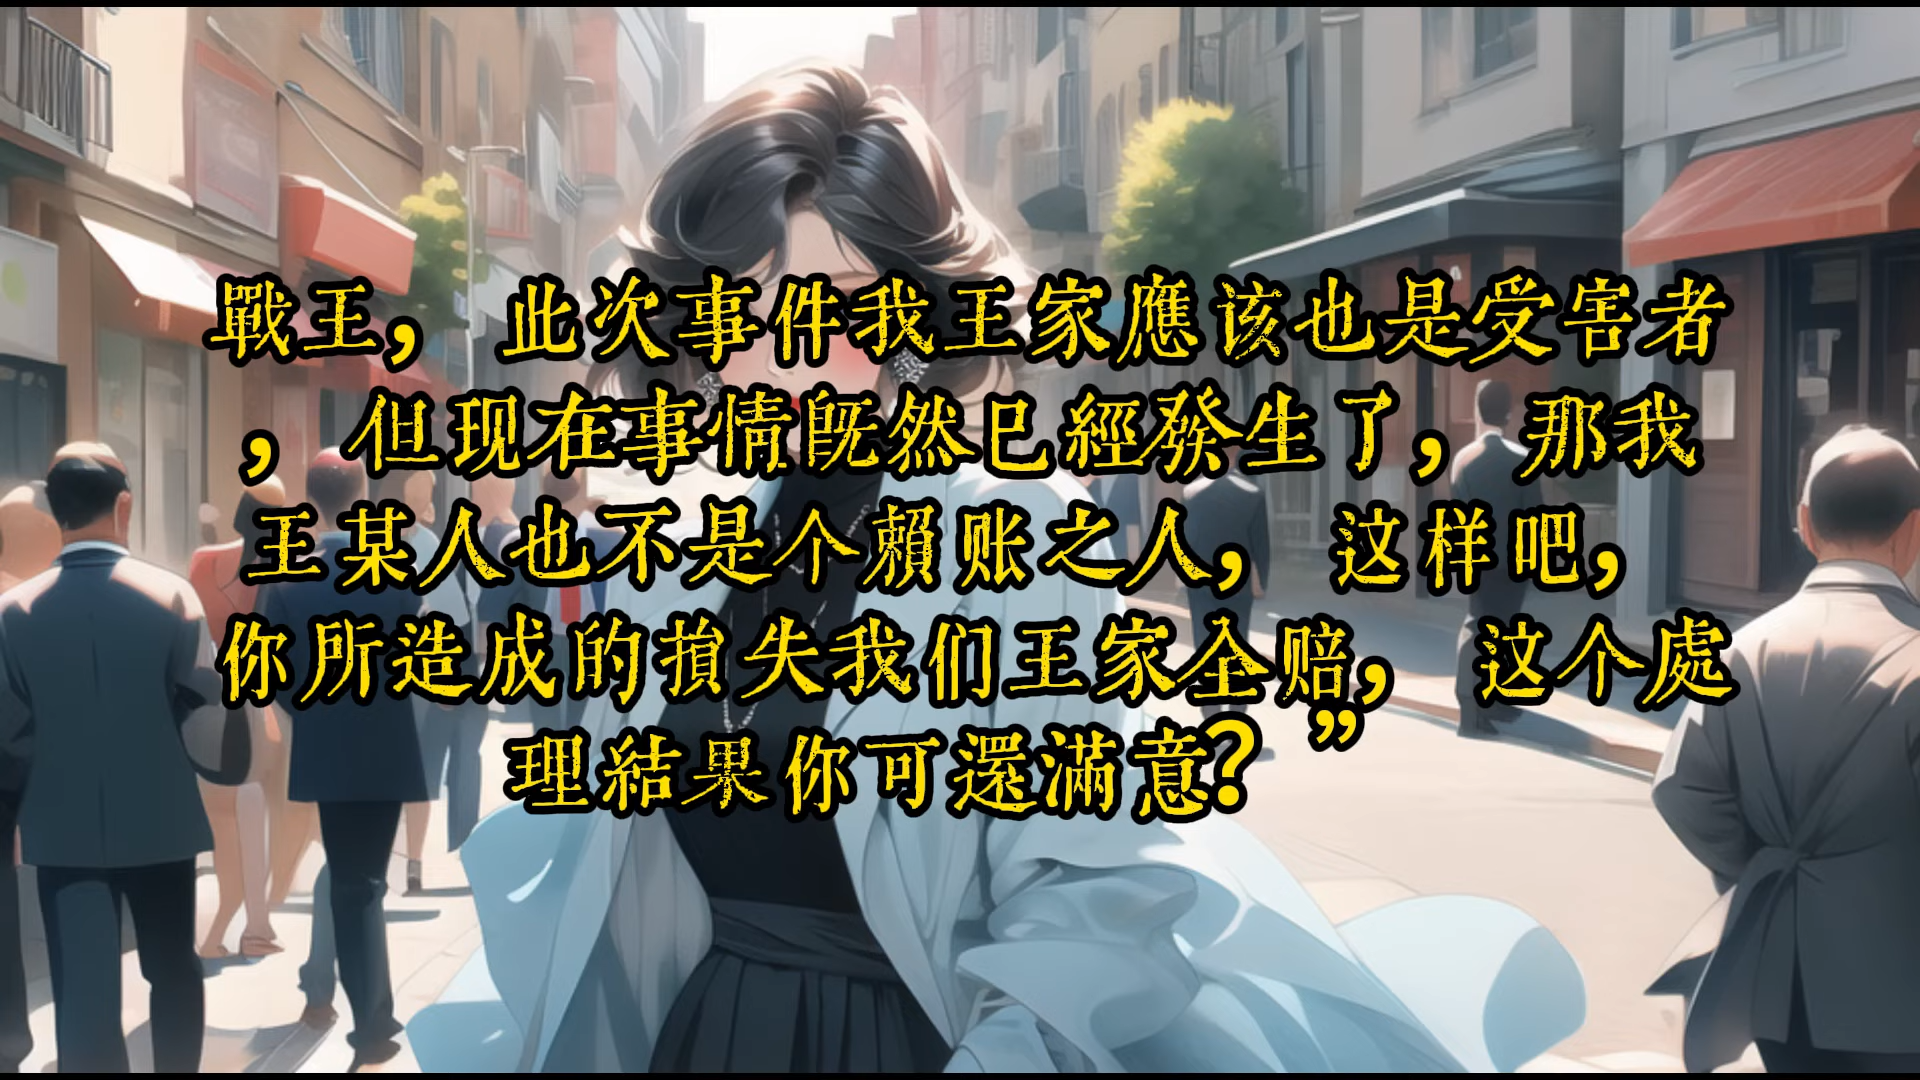 戰王， 此次事件我王家應该也是受害者
， 但现在事情既然已經發生了， 那我
王某人也不是个賴账之人， 这样吧，
你所造成的損失我们王家全赔， 这个處
理結果你可還滿意？ ”